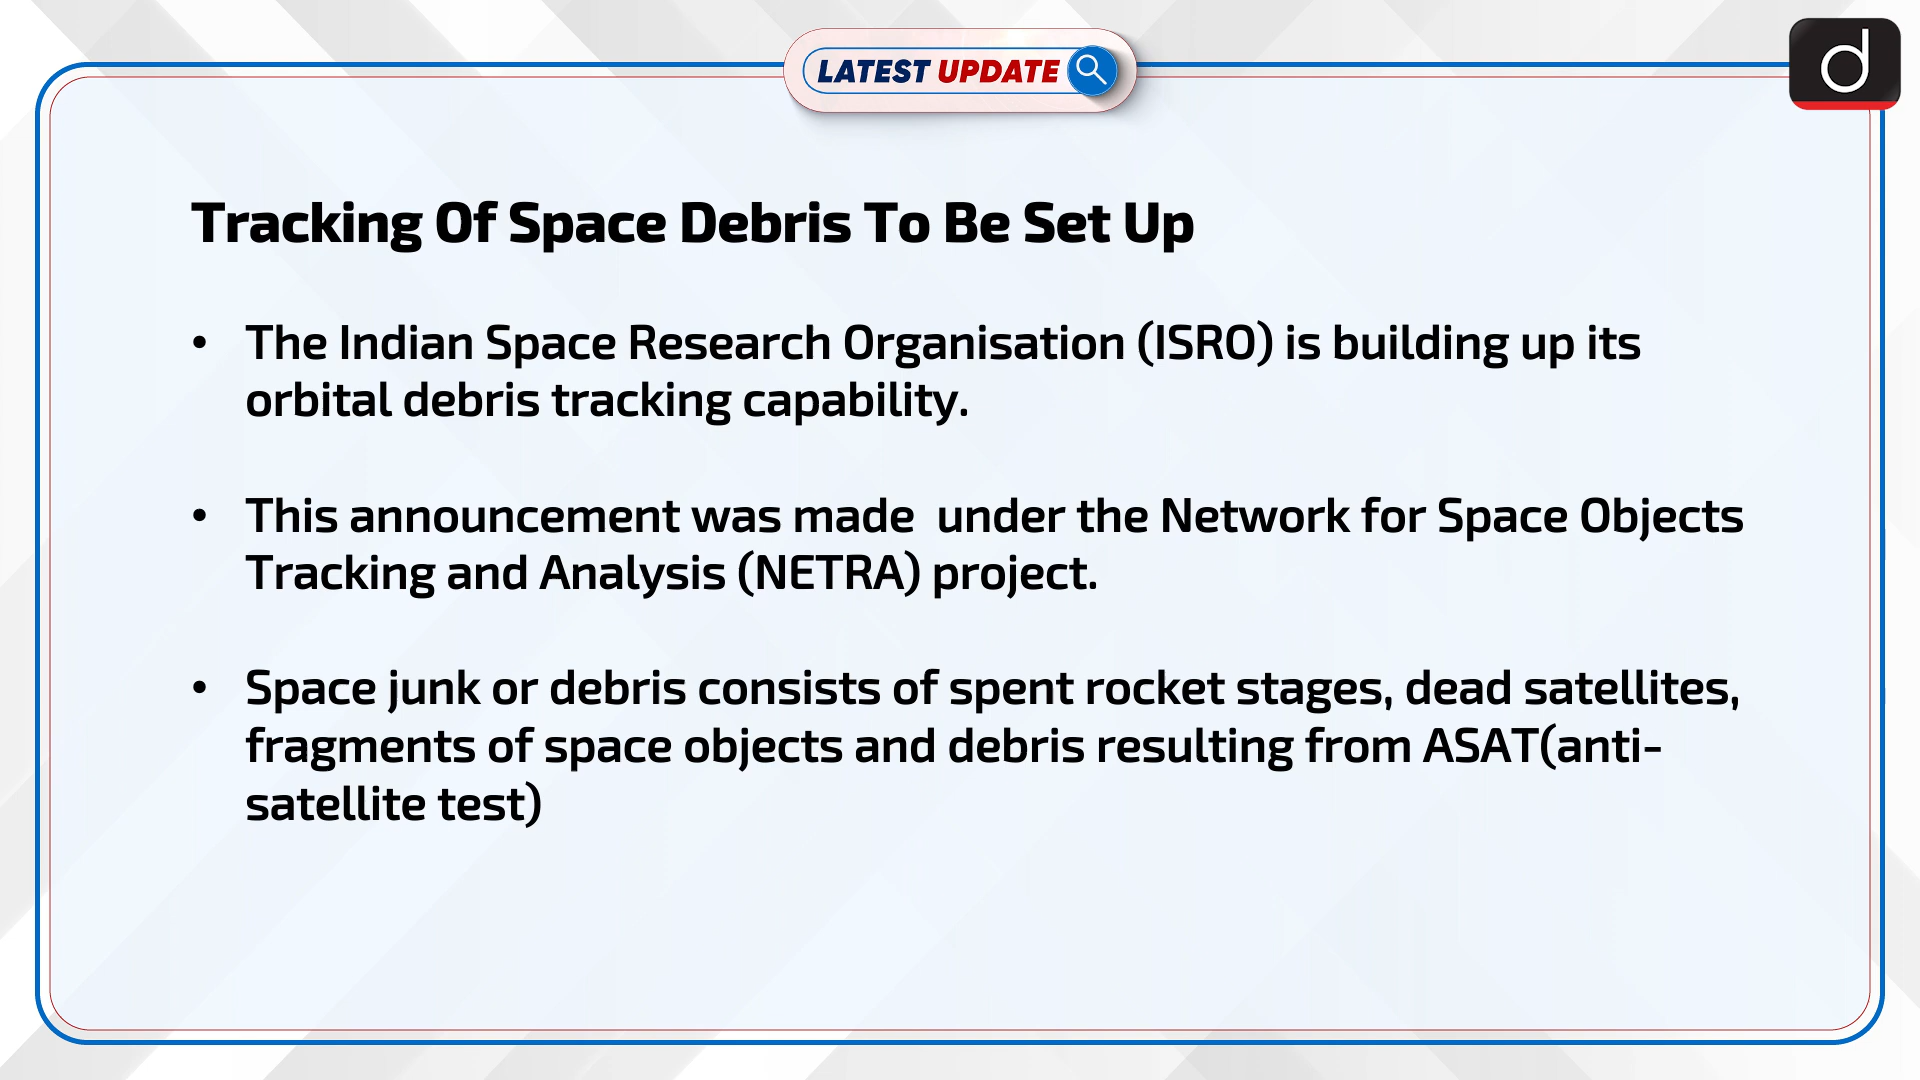 LATEST UPDATE
d
Tracking Of Space Debris To Be Set Up
• The Indian Space Research Organisation (ISRO) is building up its
orbital debris tracking capability.
• This announcement was made  under the Network for Space Objects
Tracking and Analysis (NETRA) project.
• Space junk or debris consists of spent rocket stages, dead satellites,
fragments of space objects and debris resulting from ASAT(anti-
satellite test)